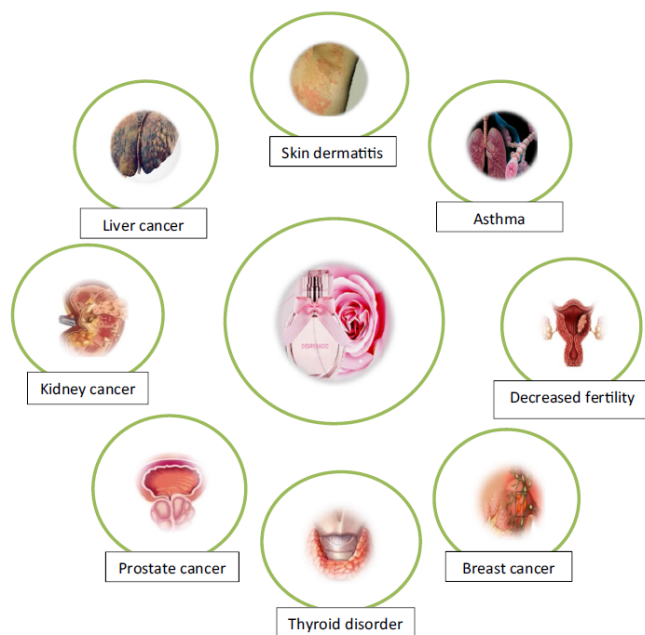 Skin dermatitis
Liver cancer
Asthma
Kidney cancer
Decreased fertility
Prostate cancer
Breast cancer
Thyroid disorder